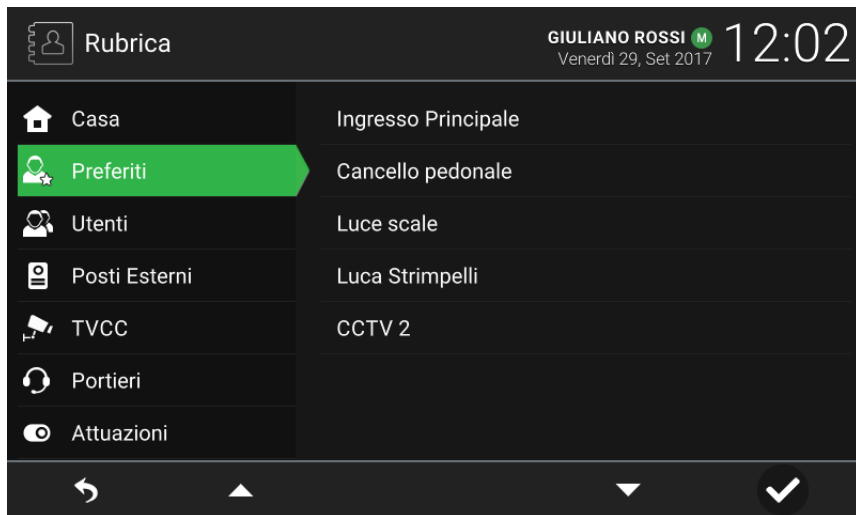 Rubrica
GIULIANO ROSSI M
Venerdì 29, Set 2017
12:02
Casa
Preferiti
Utenti
Posti Esterni
TVCC
Portieri
Attuazioni
Ingresso Principale
Cancello pedonale
Luce scale
Luca Strimpelli
CCTV 2